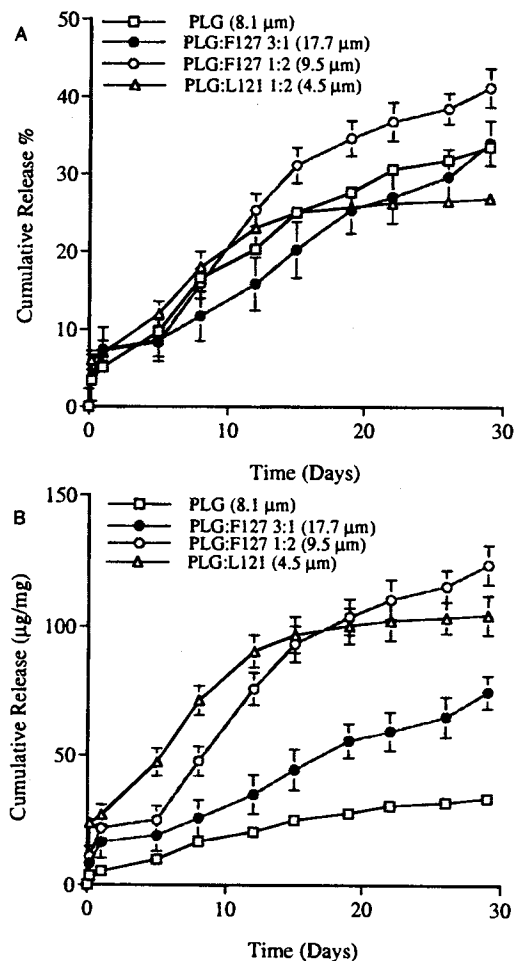 A
PLG (8.1 µm)
PLG:F127 3:1 (17.7 µm)
PLG:F127 1:2 (9.5 µm)
PLG:L121 1:2 (4.5 µm)
50
40
30
20
10
0
Cumulative Release %
0
10
20
30
Time (Days)
B
PLG (8.1 µm)
PLG:F127 3:1 (17.7 µm)
PLG:F127 1:2 (9.5 µm)
PLG:L121 (4.5 µm)
150
100
50
0
Cumulative Release (µg/mg)
0
10
20
30
Time (Days)